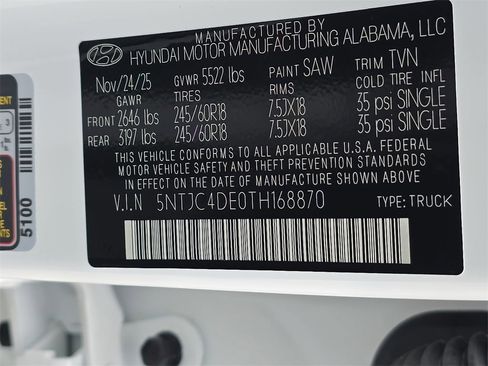 MANUFACTURED BY
HYUNDAI MOTOR MANUFACTURING ALABAMA, LLC
Nov/24/25 GVWR 5522 lbs PAINT SAW TRIM TVN
GAWR TIRES RIMS COLD TIRE INFL
FRONT 2646 lbs 245/60R18 7.5JX18 35 psi SINGLE
REAR 3197 lbs 245/60R18 7.5JX18 35 psi SINGLE
THIS VEHICLE CONFORMS TO ALL APPLICABLE U.S.A. FEDERAL
MOTOR VEHICLE SAFETY AND THEFT PREVENTION STANDARDS
IN EFFECT ON THE DATE OF MANUFACTURE SHOWN ABOVE.
V.I.N 5NTJC4DE0TH168870 TYPE: TRUCK
5100